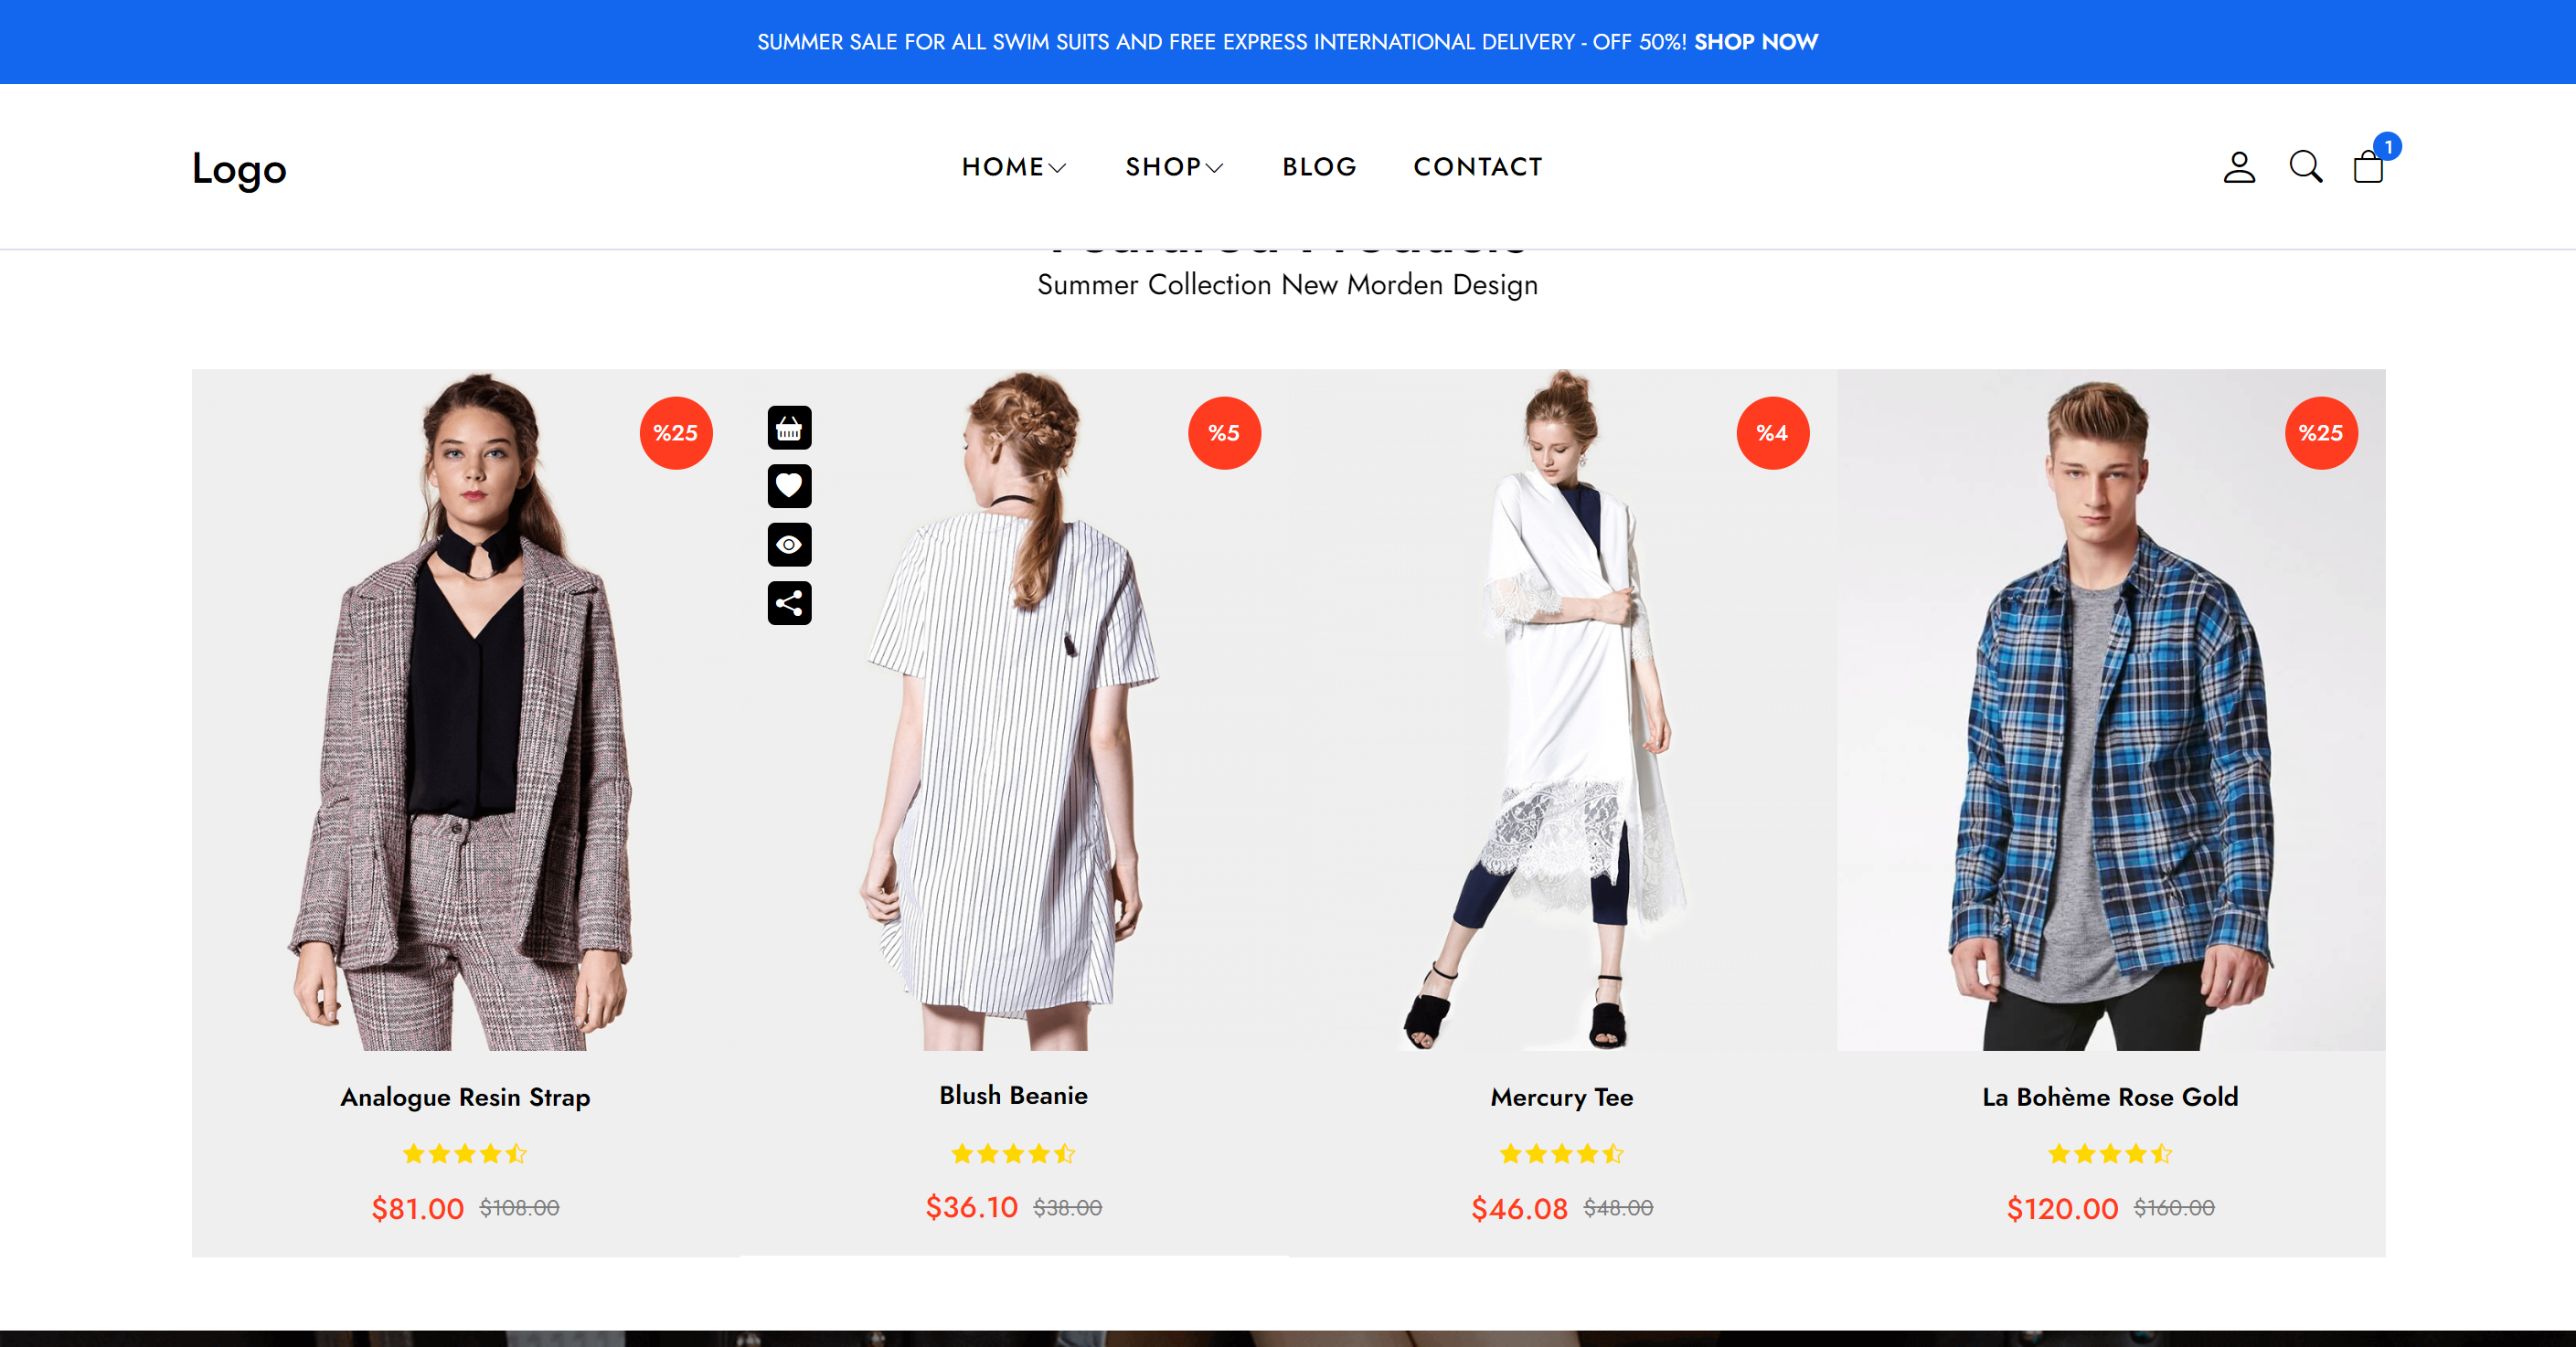 SUMMER SALE FOR ALL SWIM SUITS AND FREE EXPRESS INTERNATIONAL DELIVERY - OFF 50%! SHOP NOW
Logo
HOME SHOP BLOG CONTACT
1
Summer Collection New Morden Design
%25 %5 %4 %25
Analogue Resin Strap
$81.00 $108.00
Blush Beanie
$36.10 $38.00
Mercury Tee
$46.08 $48.00
La Bohème Rose Gold
$120.00 $160.00